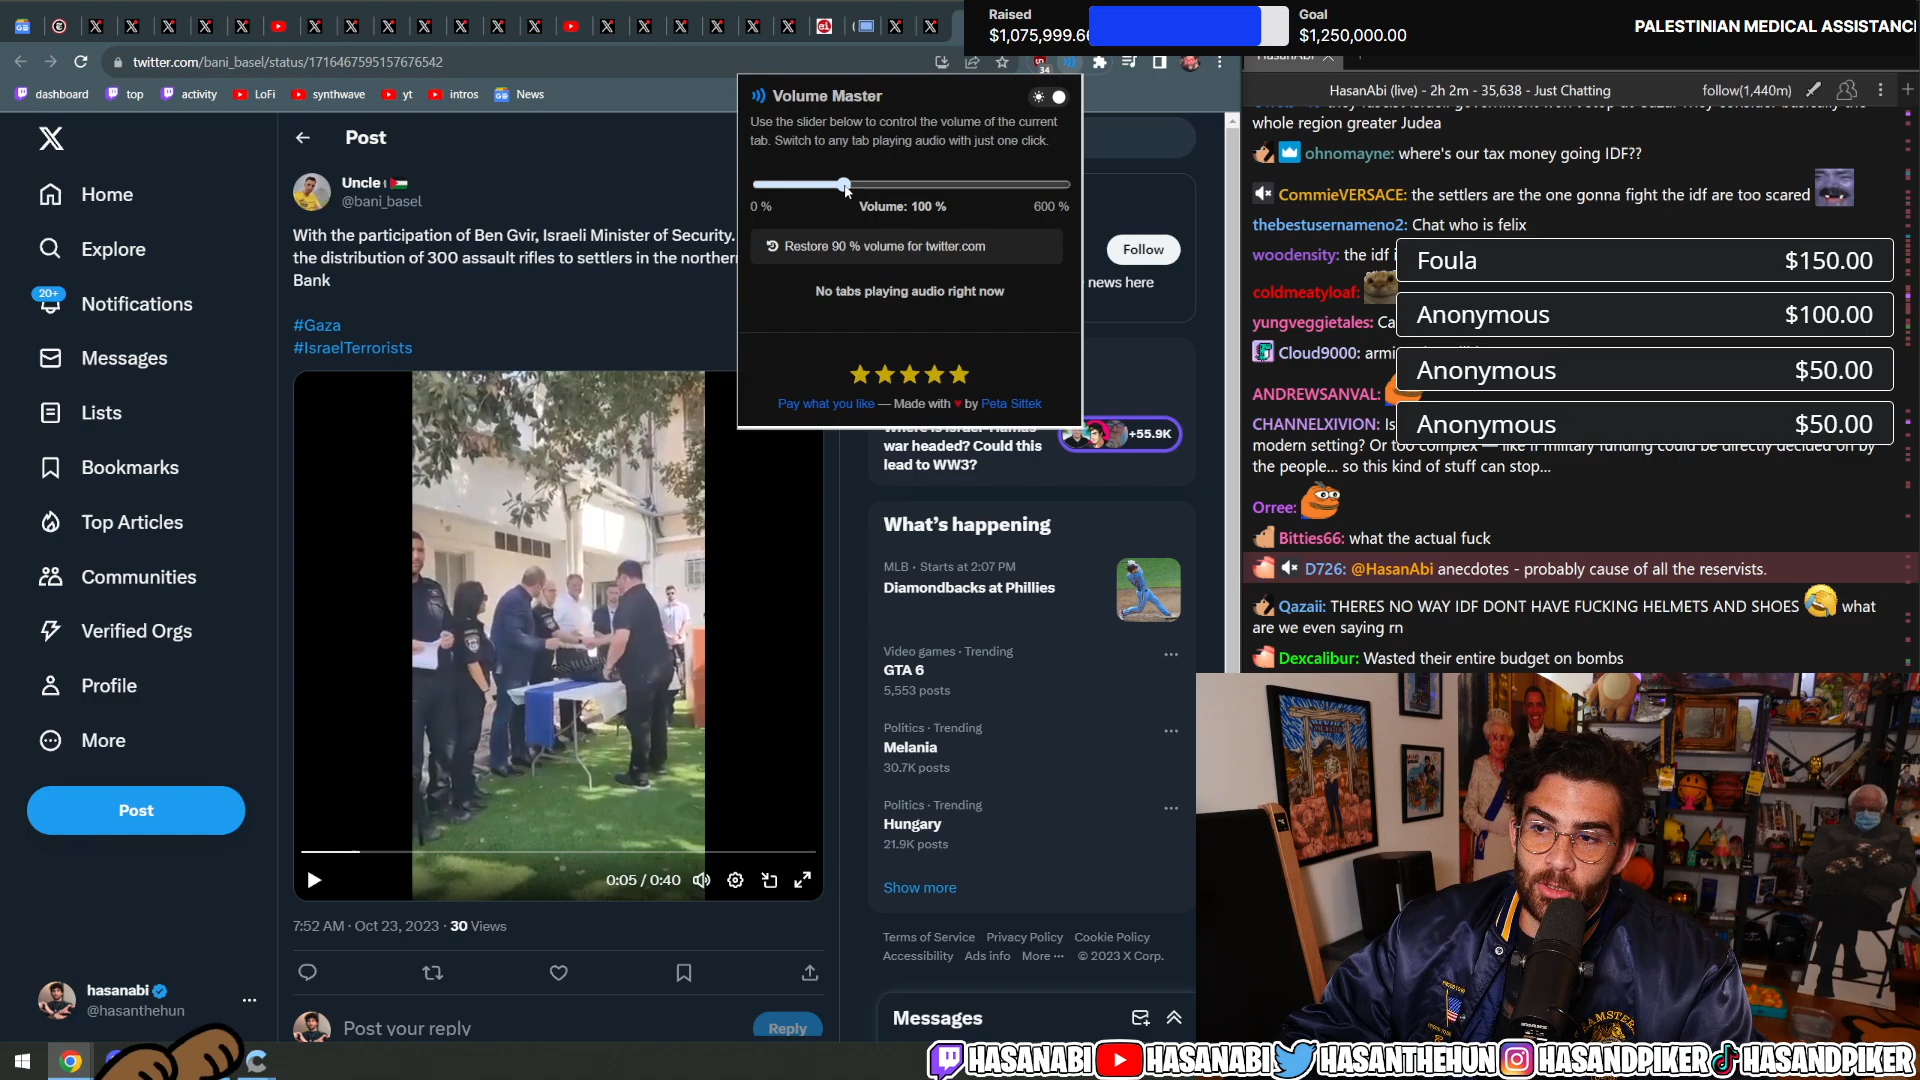 Raised
$1,075,999.6
Goal
$1,250,000.00
PALESTINIAN MEDICAL ASSISTANC
twitter.com/bani_basel/status/1716467595157676542
34
dashboard
top
activity
LoFi
synthwave
yt
intros
News
Home
Explore
20+
Notifications
Messages
Lists
Bookmarks
Top Articles
Communities
Verified Orgs
Profile
More
Post
hasanabi
@hasanthehun
Post
Uncle
@bani_basel
With the participation of Ben Gvir, Israeli Minister of Security.
the distribution of 300 assault rifles to settlers in the northern
Bank
#Gaza
#IsraelTerrorists
0:05 / 0:40
7:52 AM · Oct 23, 2023 · 30 Views
Post your reply
Reply
Volume Master
Use the slider below to control the volume of the current
tab. Switch to any tab playing audio with just one click.
0 %
Volume: 100 %
600 %
Restore 90 % volume for twitter.com
No tabs playing audio right now
Pay what you like — Made with ♥ by Peta Sittek
Follow
news here
Where is Israel-Hamas
war headed? Could this
lead to WW3?
+55.9K
What's happening
MLB · Starts at 2:07 PM
Diamondbacks at Phillies
Video games · Trending
GTA 6
5,553 posts
Politics · Trending
Melania
30.7K posts
Politics · Trending
Hungary
21.9K posts
Show more
Terms of Service Privacy Policy Cookie Policy
Accessibility Ads info More ··· © 2023 X Corp.
Messages
HasanAbi
HasanAbi (live) - 2h 2m - 35,638 - Just Chatting
follow(1,440m)
whole region greater Judea
ohnomayne: where's our tax money going IDF??
CommieVERSACE: the settlers are the one gonna fight the idf are too scared
thebestusernameno2: Chat who is felix
woodensity: the idf i
coldmeatyloaf:
yungveggietales: Ca
Cloud9000: armi
ANDREWSANVAL:
CHANNELXIVION: Is
modern setting? Or too complex — like if military funding could be directly decided on by
the people... so this kind of stuff can stop...
Foula $150.00
Anonymous $100.00
Anonymous $50.00
Anonymous $50.00
Orree:
Bitties66: what the actual fuck
D726: @HasanAbi anecdotes - probably cause of all the reservists.
Qazaii: THERES NO WAY IDF DONT HAVE FUCKING HELMETS AND SHOES what
are we even saying rn
Dexcalibur: Wasted their entire budget on bombs
HASANABI
HASANABI
HASANTHEHUN
HASANDPIKER
HASANDPIKER